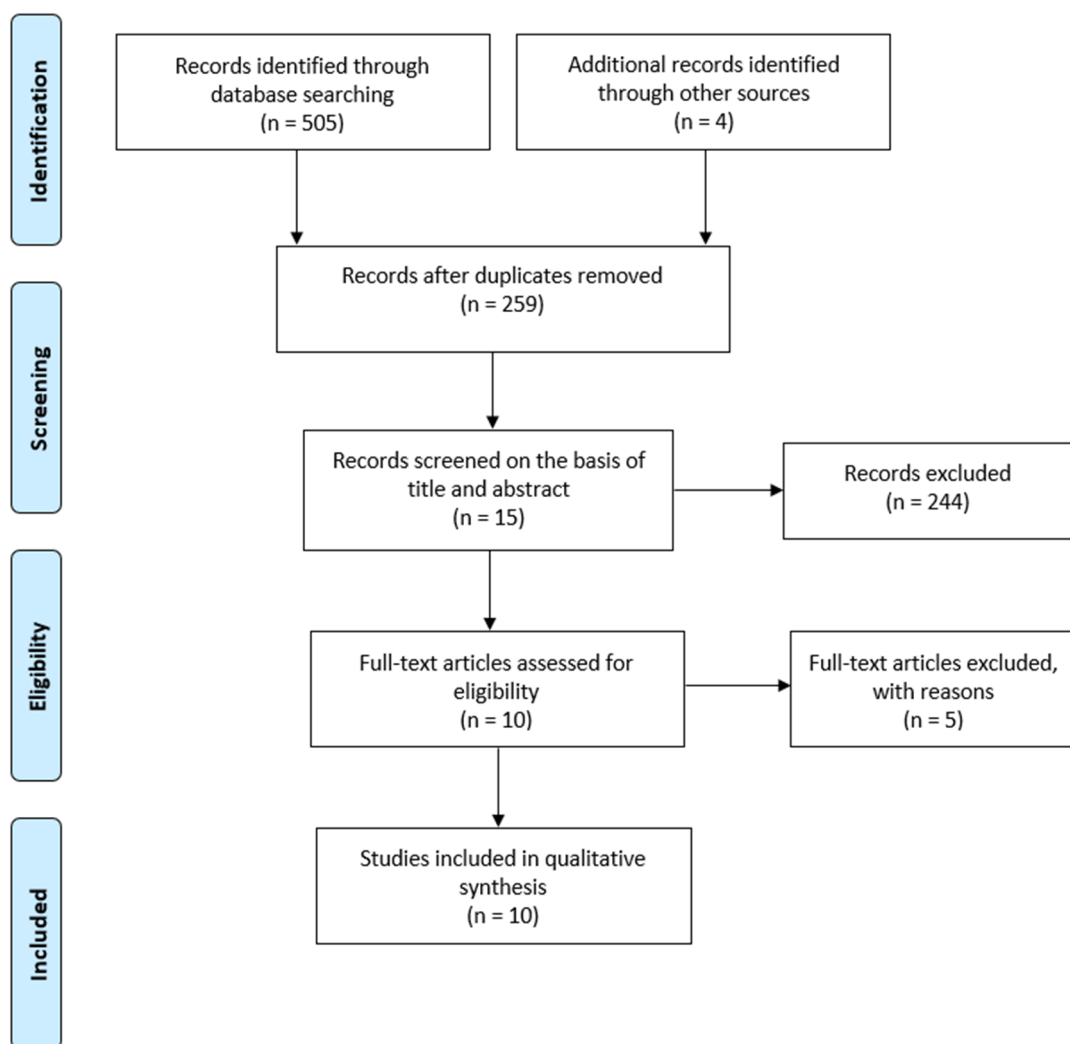 Identification
Records identified through
database searching
(n = 505)
Additional records identified
through other sources
(n = 4)
Records after duplicates removed
(n = 259)
Screening
Records screened on the basis of
title and abstract
(n = 15)
Records excluded
(n = 244)
Eligibility
Full-text articles assessed for
eligibility
(n = 10)
Full-text articles excluded,
with reasons
(n = 5)
Included
Studies included in qualitative
synthesis
(n = 10)